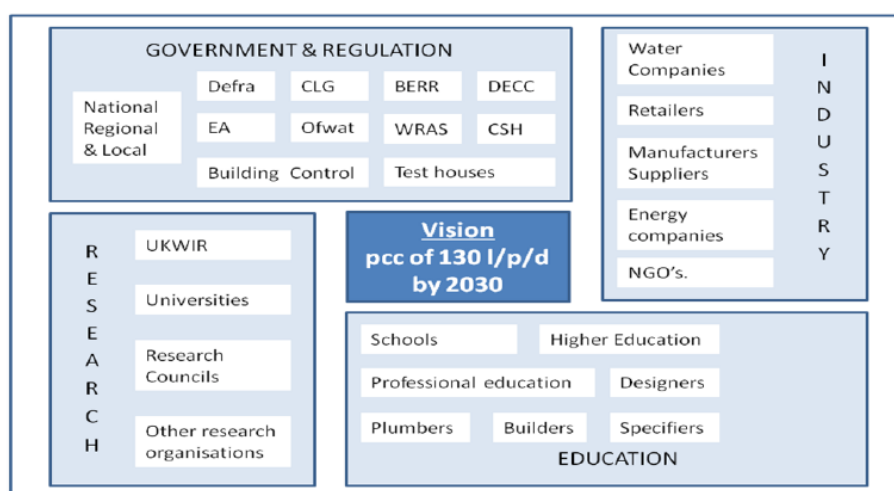 GOVERNMENT & REGULATION
National
Regional
& Local
Defra
CLG
BERR
DECC
EA
Ofwat
WRAS
CSH
Building Control
Test houses
INDUSTRY
Water
Companies
Retailers
Manufacturers
Suppliers
Energy
companies
NGO's.
RESEARCH
UKWIR
Universities
Research
Councils
Other research
organisations
Vision
pcc of 130 l/p/d
by 2030
Schools
Higher Education
Professional education
Designers
Plumbers
Builders
Specifiers
EDUCATION